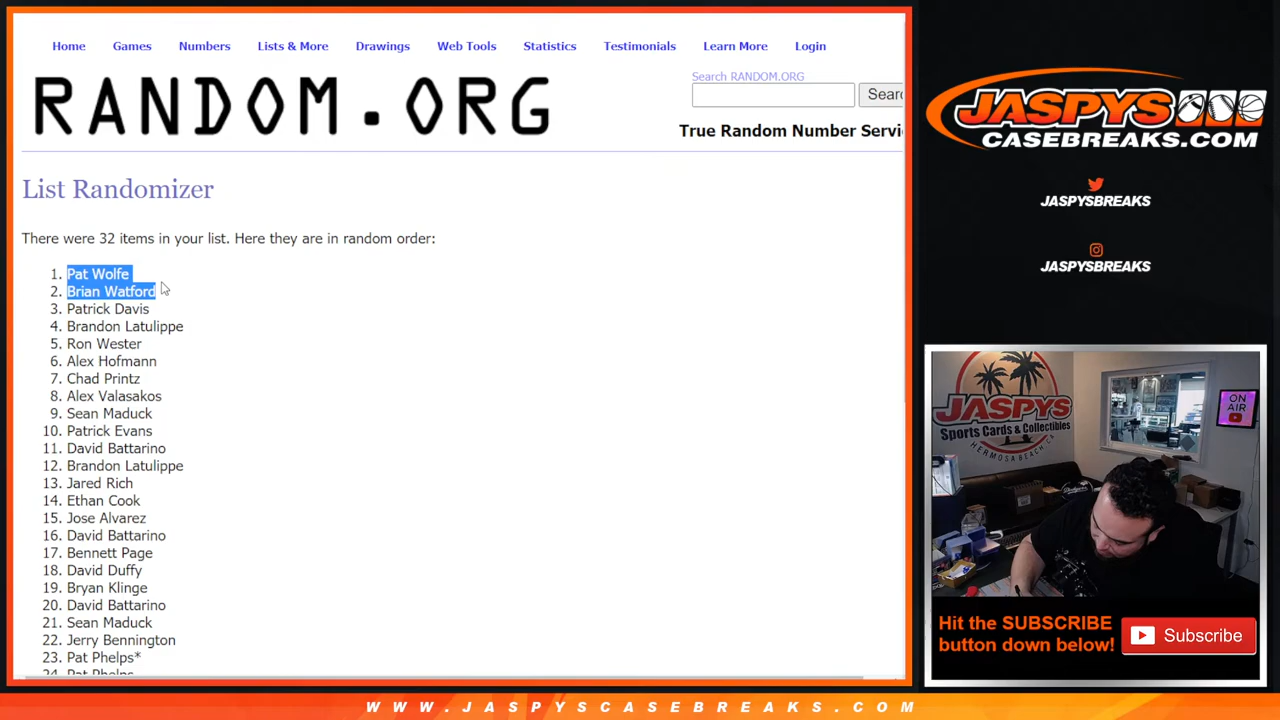 Home Games Numbers Lists & More Drawings Web Tools Statistics Testimonials Learn More Login
RANDOM.ORG
Search RANDOM.ORG
Sear
True Random Number Servi
List Randomizer
There were 32 items in your list. Here they are in random order:
1. Pat Wolfe
2. Brian Watford
3. Patrick Davis
4. Brandon Latulippe
5. Ron Wester
6. Alex Hofmann
7. Chad Printz
8. Alex Valasakos
9. Sean Maduck
10. Patrick Evans
11. David Battarino
12. Brandon Latulippe
13. Jared Rich
14. Ethan Cook
15. Jose Alvarez
16. David Battarino
17. Bennett Page
18. David Duffy
19. Bryan Klinge
20. David Battarino
21. Sean Maduck
22. Jerry Bennington
23. Pat Phelps*
24. Pat Phelps
JASPYS
CASEBREAKS.COM
JASPYSBREAKS
JASPYSBREAKS
JASPYS
Sports Cards & Collectibles
HERMOSA BEACH, CA
ON
AIR
Hit the SUBSCRIBE
button down below!
Subscribe
WWW.JASPYSCASEBREAKS.COM